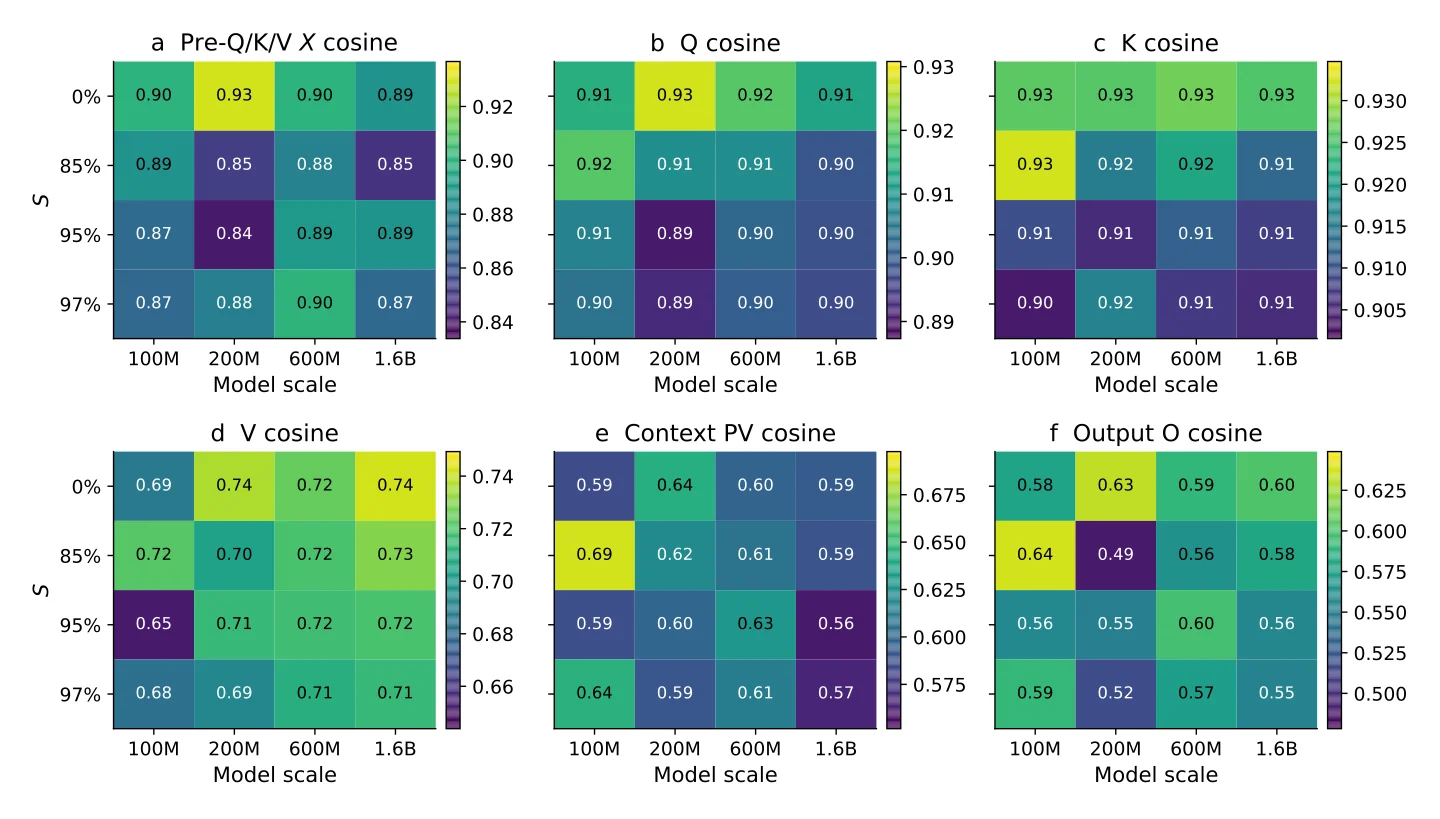 a Pre-Q/K/V X cosine
0% 0.90 0.93 0.90 0.89
85% 0.89 0.85 0.88 0.85
95% 0.87 0.84 0.89 0.89
97% 0.87 0.88 0.90 0.87
S
100M 200M 600M 1.6B
Model scale
0.92
0.90
0.88
0.86
0.84
b Q cosine
0.91 0.93 0.92 0.91
0.92 0.91 0.91 0.90
0.91 0.89 0.90 0.90
0.90 0.89 0.90 0.90
100M 200M 600M 1.6B
Model scale
0.93
0.92
0.91
0.90
0.89
c K cosine
0.93 0.93 0.93 0.93
0.93 0.92 0.92 0.91
0.91 0.91 0.91 0.91
0.90 0.92 0.91 0.91
100M 200M 600M 1.6B
Model scale
0.930
0.925
0.920
0.915
0.910
0.905
d V cosine
0% 0.69 0.74 0.72 0.74
85% 0.72 0.70 0.72 0.73
95% 0.65 0.71 0.72 0.72
97% 0.68 0.69 0.71 0.71
S
100M 200M 600M 1.6B
Model scale
0.74
0.72
0.70
0.68
0.66
e Context PV cosine
0.59 0.64 0.60 0.59
0.69 0.62 0.61 0.59
0.59 0.60 0.63 0.56
0.64 0.59 0.61 0.57
100M 200M 600M 1.6B
Model scale
0.675
0.650
0.625
0.600
0.575
f Output O cosine
0.58 0.63 0.59 0.60
0.64 0.49 0.56 0.58
0.56 0.55 0.60 0.56
0.59 0.52 0.57 0.55
100M 200M 600M 1.6B
Model scale
0.625
0.600
0.575
0.550
0.525
0.500